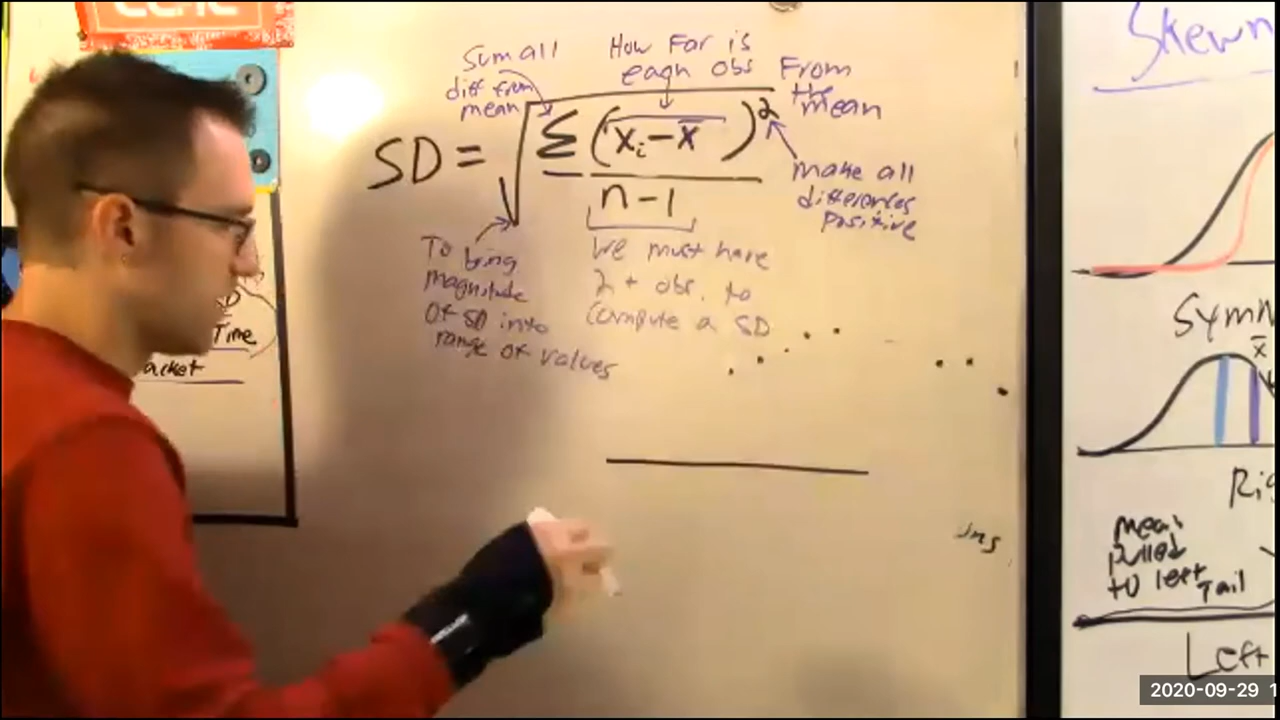 Sum all
diff from
mean
How Far is
each obs
From
the
mean
SD = √ Σ (xᵢ - x̄)²
n - 1
make all
differences
Positive
To bring
magnitude
Of SD into
range of values
We must have
2 + obs. to
Compute a SD
Time
acket
Skewn
Symm
x̄
Rig
mean
pulled
to left
Tail
Left
2020-09-29 1